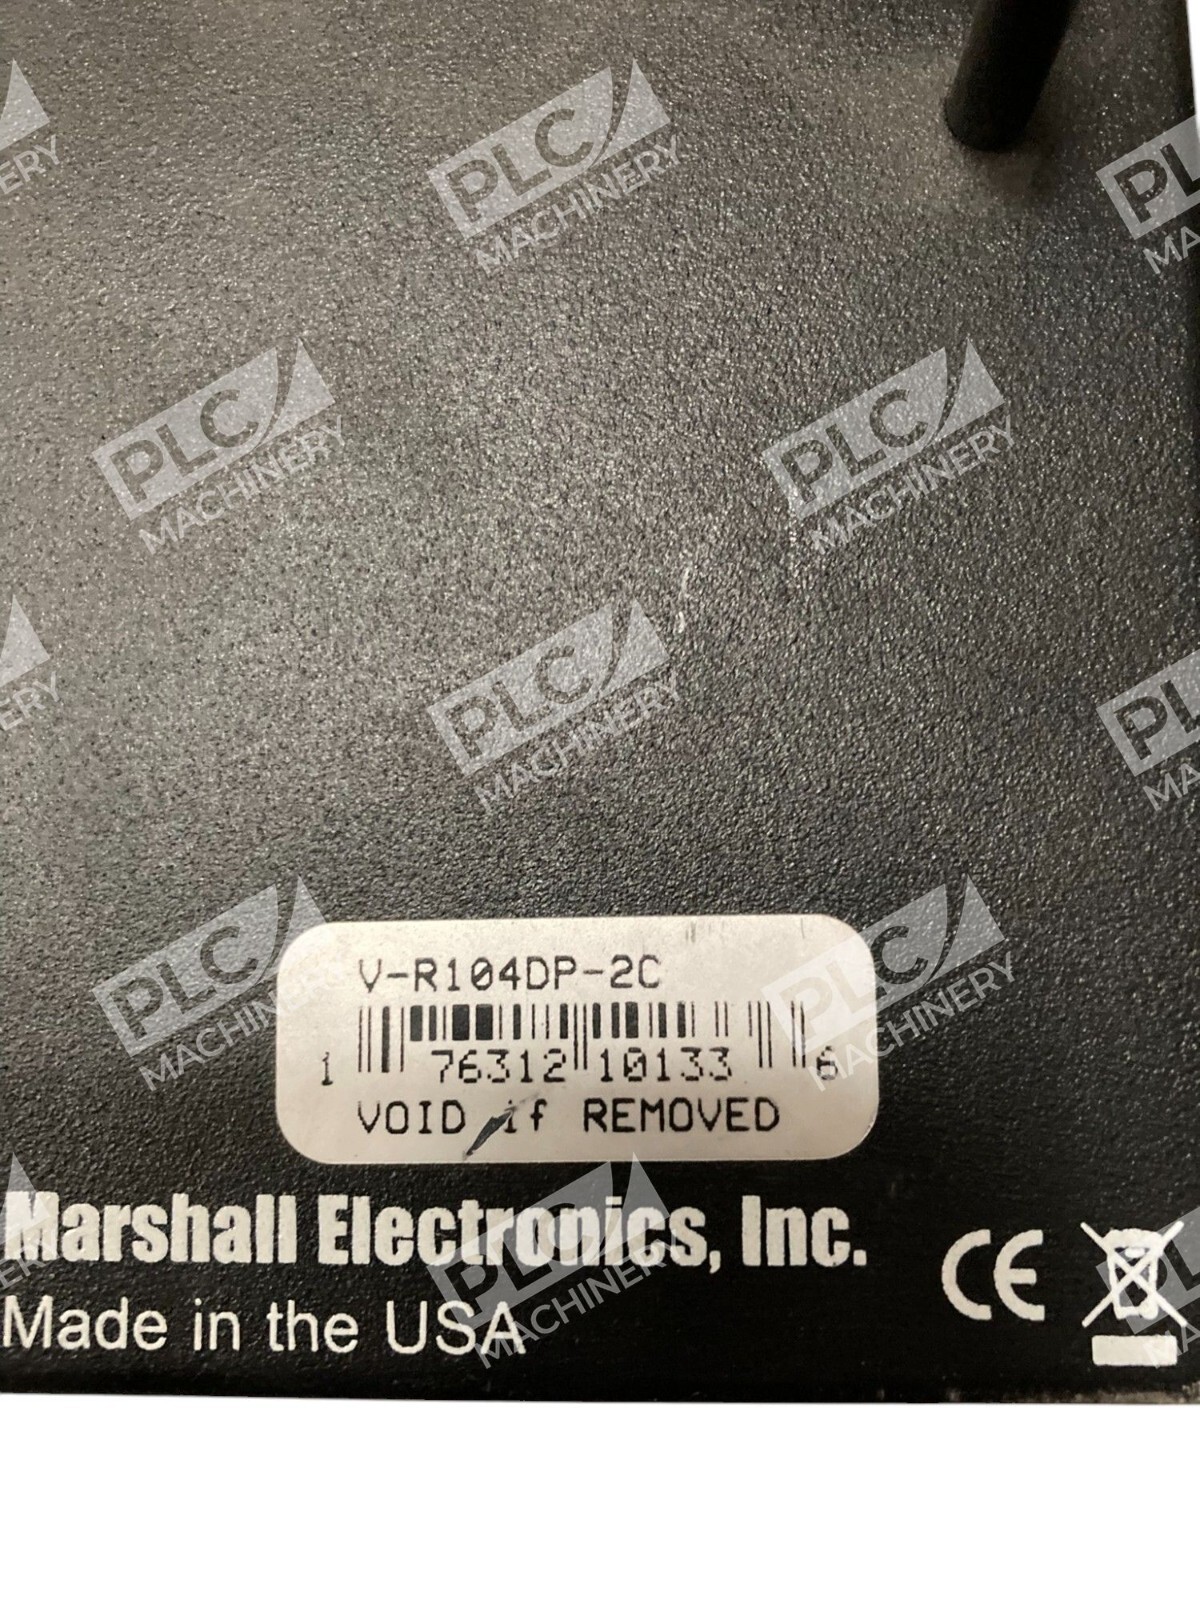 PLC
MACHINERY
V-R104DP-2C
1 76312 10133 6
VOID if REMOVED
Marshall Electronics, Inc.
Made in the USA
CE